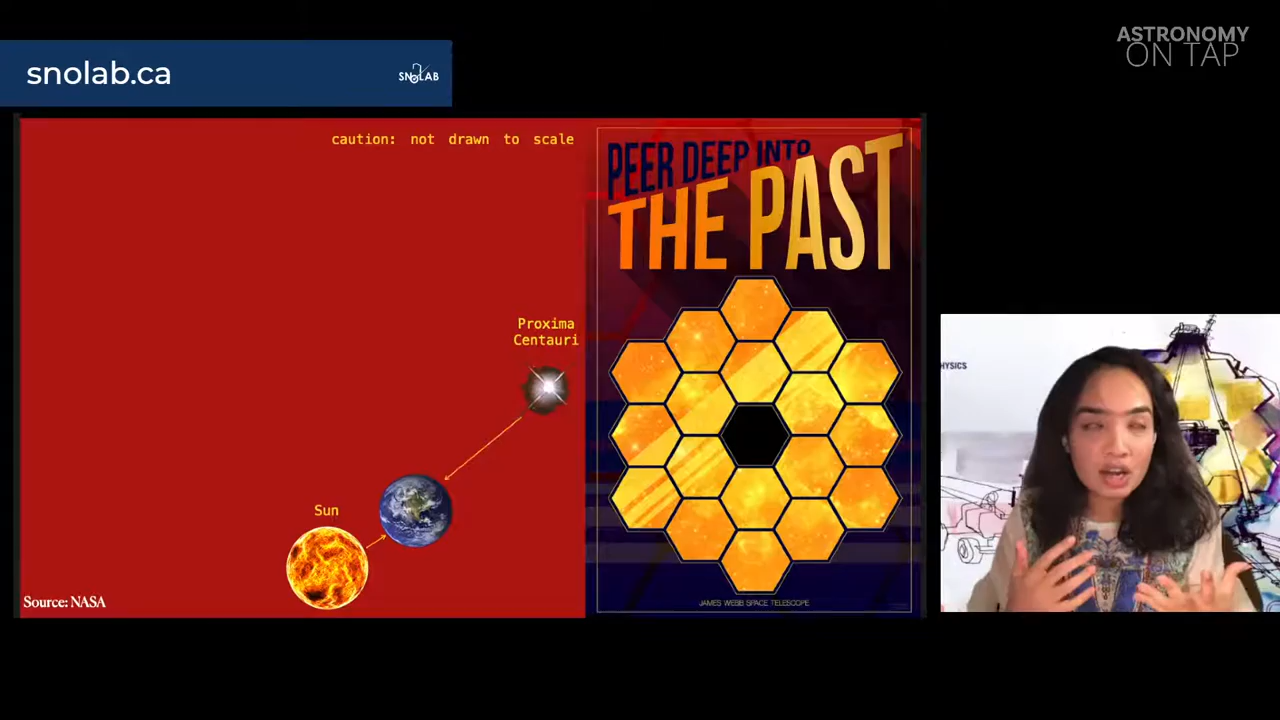 ASTRONOMY
ON TAP
snolab.ca
SNOLAB
caution: not drawn to scale
PEER DEEP INTO
THE PAST
Proxima
Centauri
Sun
Source: NASA
JAMES WEBB SPACE TELESCOPE
HYSICS